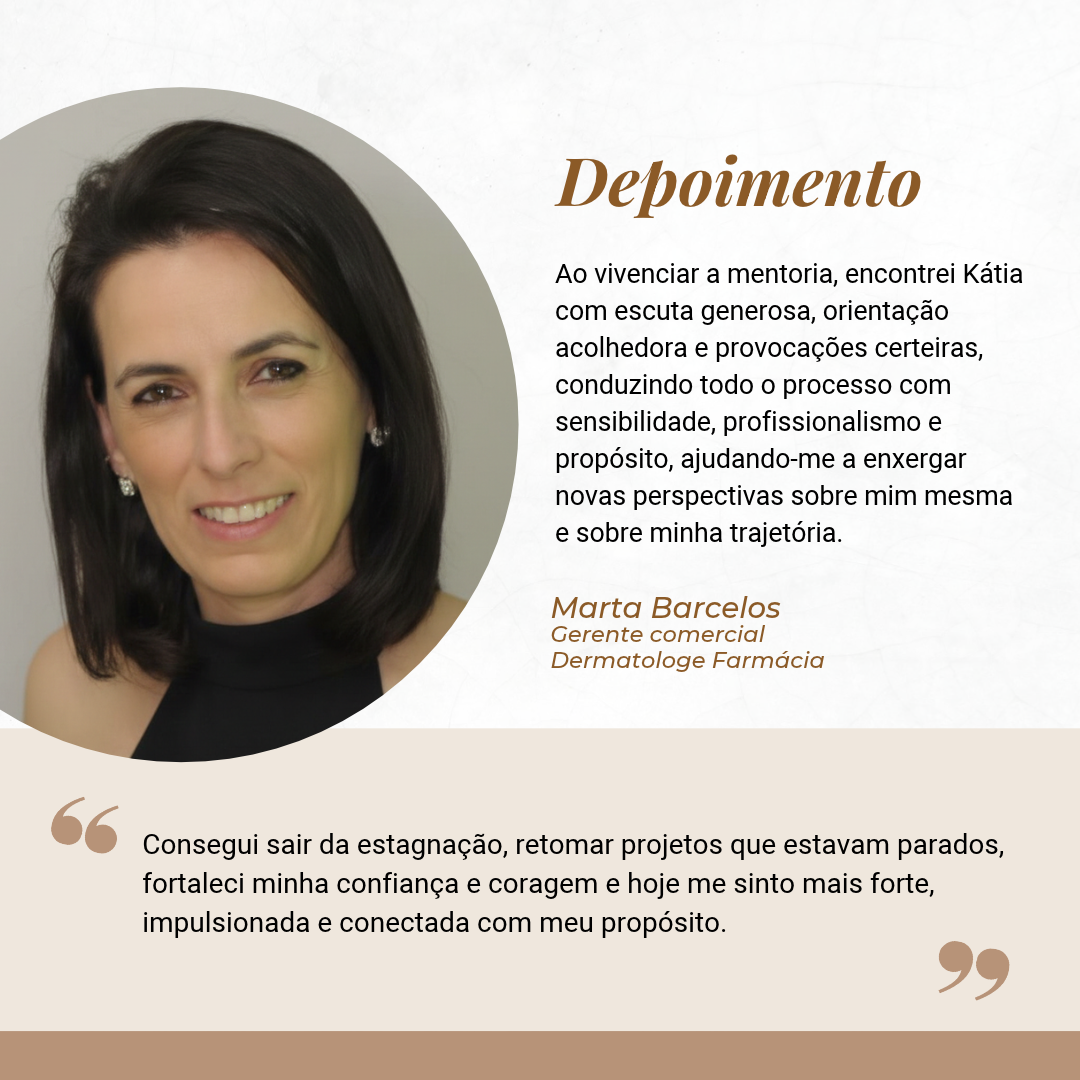 Depoimento
Ao vivenciar a mentoria, encontrei Kátia
com escuta generosa, orientação
acolhedora e provocações certeiras,
conduzindo todo o processo com
sensibilidade, profissionalismo e
propósito, ajudando-me a enxergar
novas perspectivas sobre mim mesma
e sobre minha trajetória.
Marta Barcelos
Gerente comercial
Dermatologe Farmácia
“ Consegui sair da estagnação, retomar projetos que estavam parados,
fortaleci minha confiança e coragem e hoje me sinto mais forte,
impulsionada e conectada com meu propósito. ”